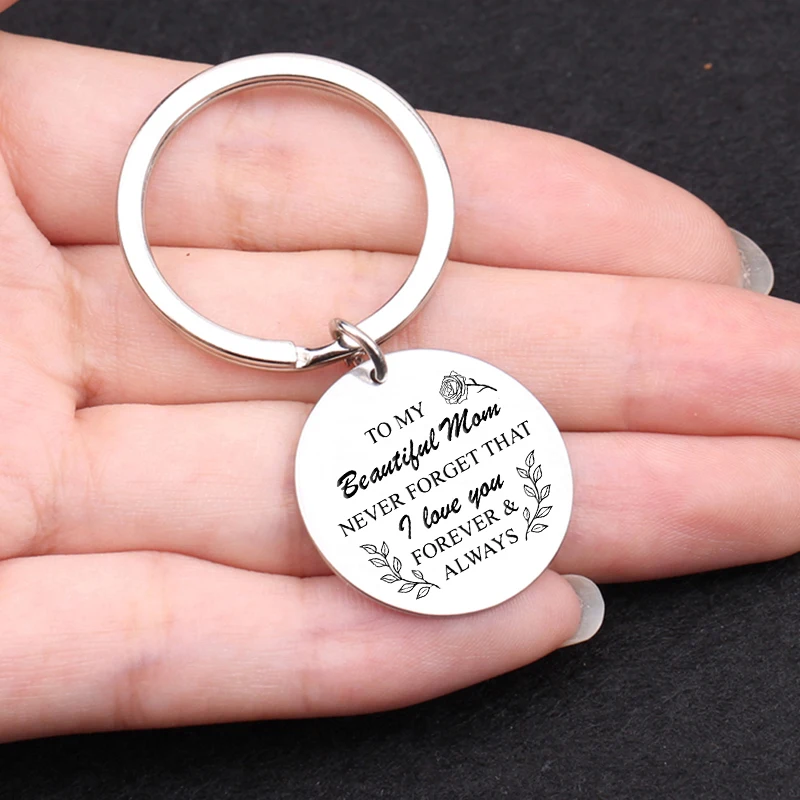 TO MY
Beautiful Mom
NEVER FORGET THAT
I love you
FOREVER &
ALWAYS